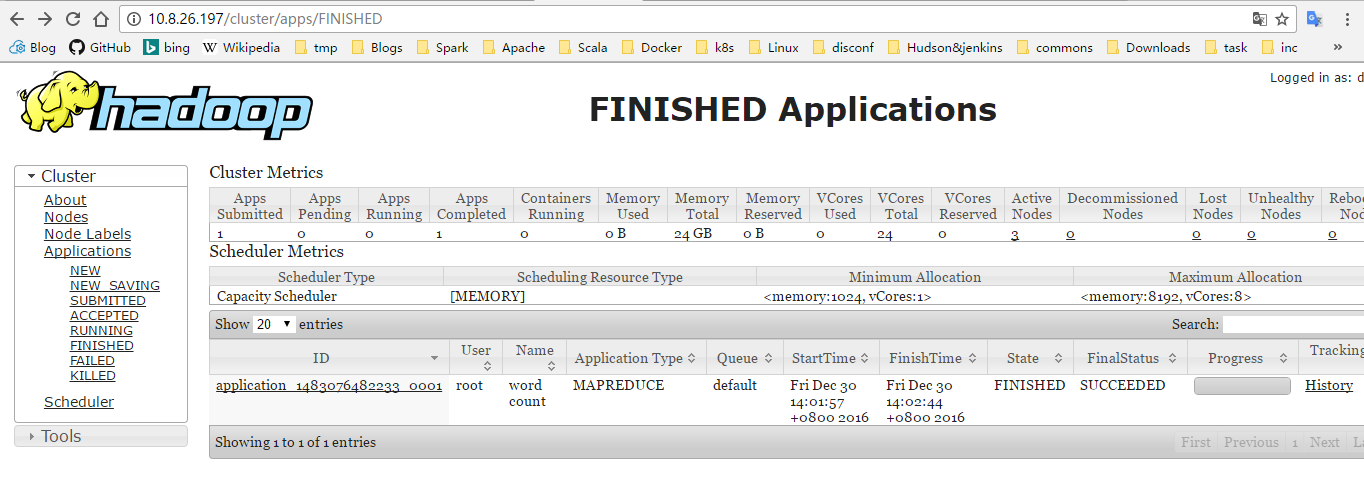 10.8.26.197/cluster/apps/FINISHED
Blog GitHub bing Wikipedia tmp Blogs Spark Apache Scala Docker k8s Linux disconf Hudson&jenkins commons Downloads task inc »
Logged in as: d
hadoop
FINISHED Applications
Cluster
About
Nodes
Node Labels
Applications
NEW
NEW_SAVING
SUBMITTED
ACCEPTED
RUNNING
FINISHED
FAILED
KILLED
Scheduler
Tools
Cluster Metrics
Apps Submitted Apps Pending Apps Running Apps Completed Containers Running Memory Used Memory Total Memory Reserved VCores Used VCores Total VCores Reserved Active Nodes Decommissioned Nodes Lost Nodes Unhealthy Nodes Reboo
1 0 0 1 0 0 B 24 GB 0 B 0 24 0 3 0 0 0 0
Scheduler Metrics
Scheduler Type Scheduling Resource Type Minimum Allocation Maximum Allocation
Capacity Scheduler [MEMORY] <memory:1024, vCores:1> <memory:8192, vCores:8>
Show 20 entries Search:
ID User Name Application Type Queue StartTime FinishTime State FinalStatus Progress Tracking
application_1483076482233_0001 root word MAPREDUCE default Fri Dec 30 Fri Dec 30 FINISHED SUCCEEDED History
count 14:01:57 14:02:44
+0800 2016 +0800 2016
Showing 1 to 1 of 1 entries First Previous 1 Next La